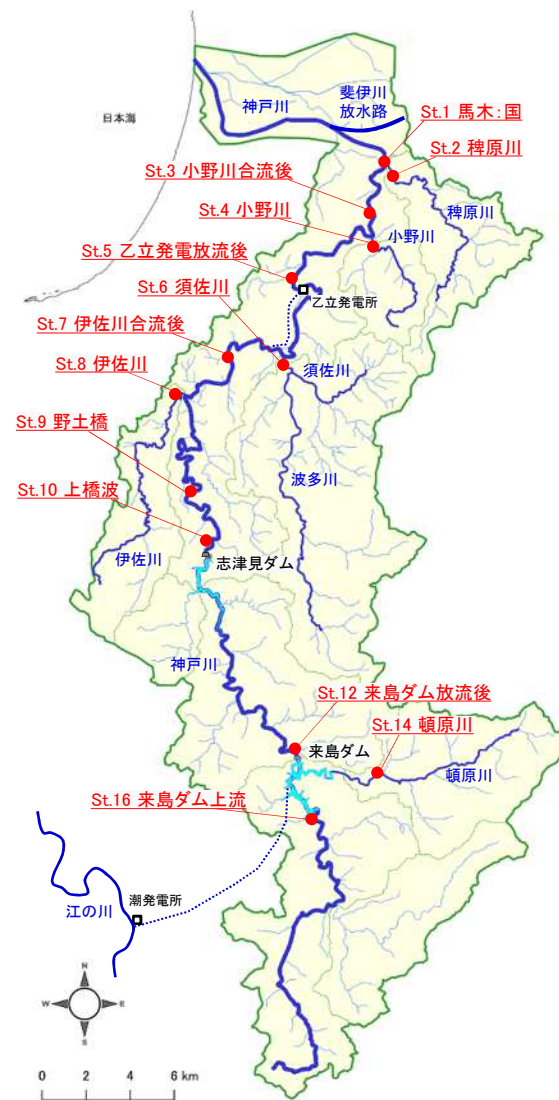 斐伊川
放水路
神戸川
日本海
St.1 馬木:国
St.2 稗原川
St.3 小野川合流後
稗原川
St.4 小野川
小野川
St.5 乙立発電放流後
St.6 須佐川
乙立発電所
St.7 伊佐川合流後
St.8 伊佐川
須佐川
St.9 野土橋
波多川
St.10 上橋波
伊佐川
志津見ダム
神戸川
St.12 来島ダム放流後
来島ダム
St.14 頓原川
頓原川
St.16 来島ダム上流
江の川
潮発電所
N
W
E
S
0 2 4 6 km